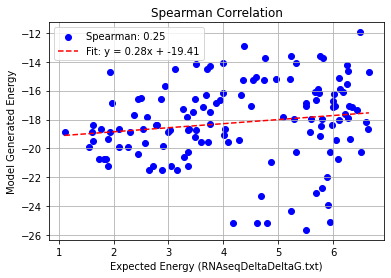 Spearman Correlation
Spearman: 0.25
Fit: y = 0.28x + -19.41
Model Generated Energy
−12
−14
−16
−18
−20
−22
−24
−26
1 2 3 4 5 6
Expected Energy (RNAseqDeltaDeltaG.txt)